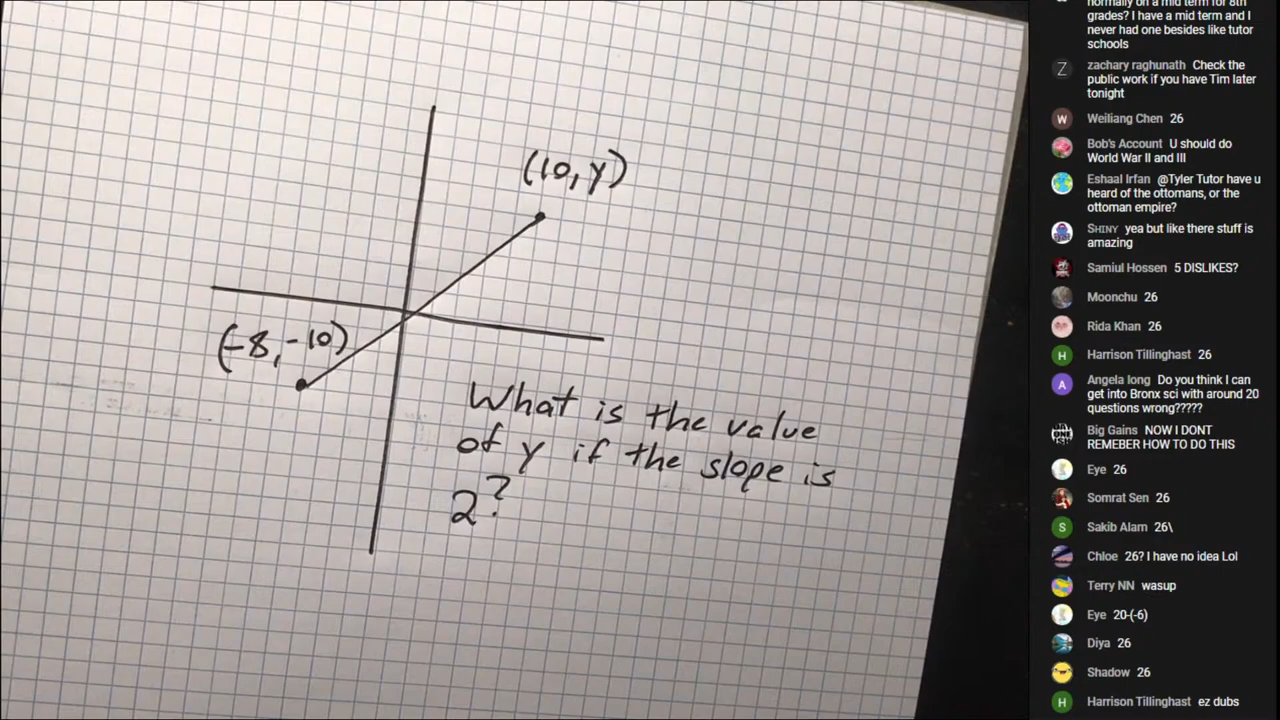 (10, y)
(-8, -10)
What is the value
of y if the slope is
2?
normally on a mid term for 8th
grades? I have a mid term and I
never had one besides like tutor
schools
Z
zachary raghunath Check the
public work if you have Tim later
tonight
W
Weiliang Chen 26
Bob's Account U should do
World War II and III
Eshaal Irfan @Tyler Tutor have u
heard of the ottomans, or the
ottoman empire?
SHINY yea but like there stuff is
amazing
Samiul Hossen 5 DISLIKES?
Moonchu 26
Rida Khan 26
H
Harrison Tillinghast 26
A
Angela long Do you think I can
get into Bronx sci with around 20
questions wrong?????
Big Gains NOW I DONT
REMEBER HOW TO DO THIS
Eye 26
Somrat Sen 26
S
Sakib Alam 26\
Chloe 26? I have no idea Lol
Terry NN wasup
Eye 20-(-6)
Diya 26
Shadow 26
H
Harrison Tillinghast ez dubs